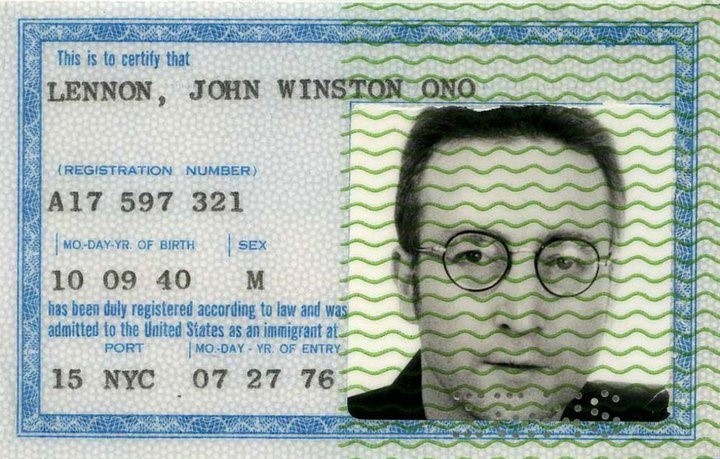 This is to certify that
LENNON, JOHN WINSTON ONO
(REGISTRATION NUMBER)
A17 597 321
MO.-DAY-YR. OF BIRTH SEX
10 09 40 M
has been duly registered according to law and was
admitted to the United States as an immigrant at
PORT MO.-DAY - YR. OF ENTRY
15 NYC 07 27 76